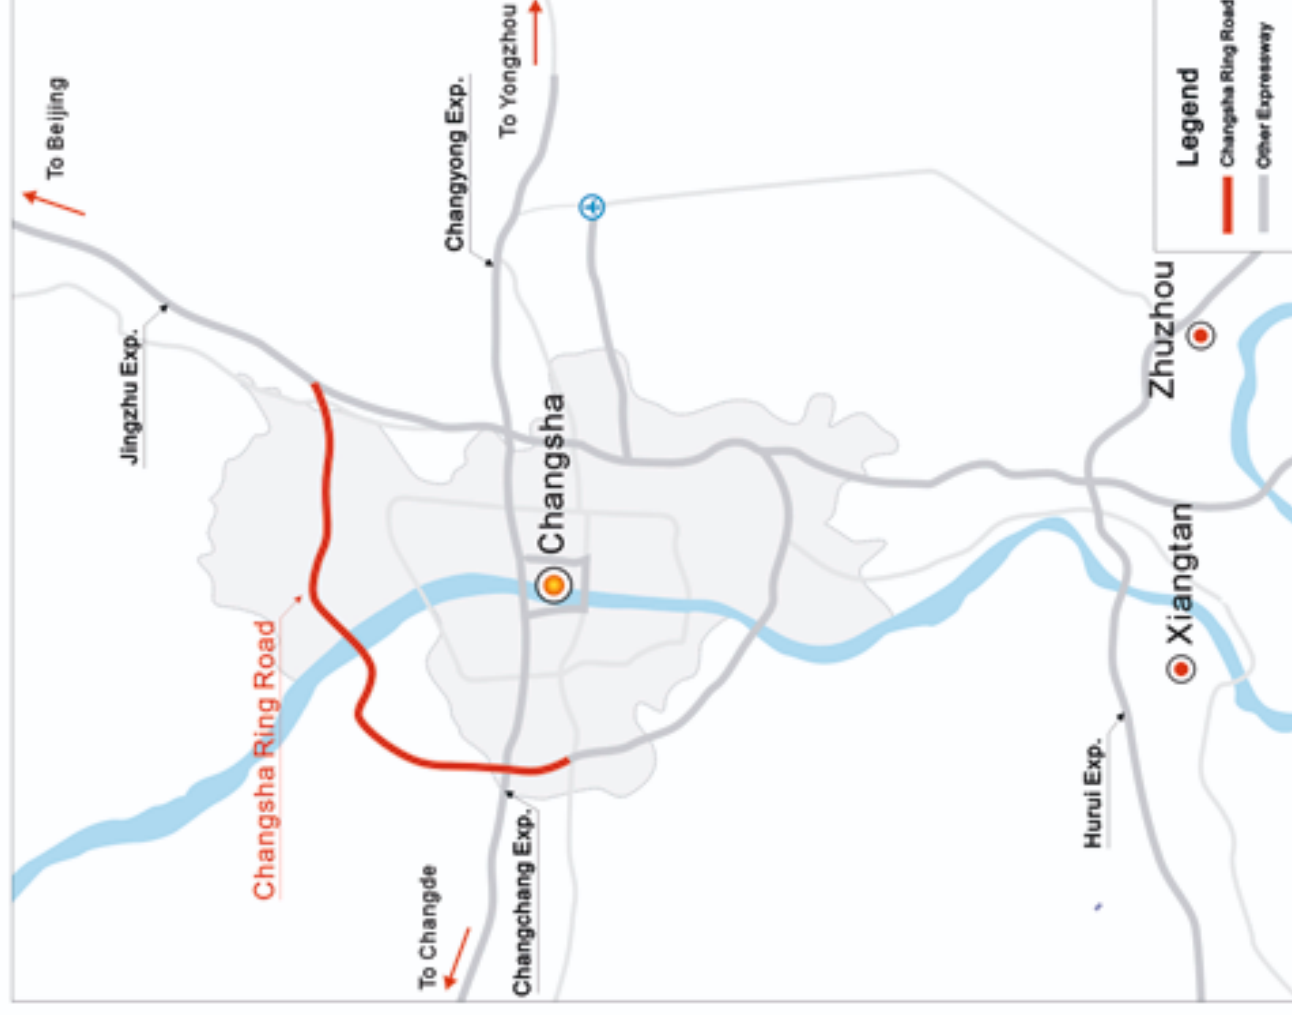 To Beijing
Jingzhu Exp.
Changsha Ring Road
To Yongzhou
Changyong Exp.
Changsha
To Changde
Changchang Exp.
Zhuzhou
Xiangtan
Hurui Exp.
Legend
Changsha Ring Road
Other Expressway